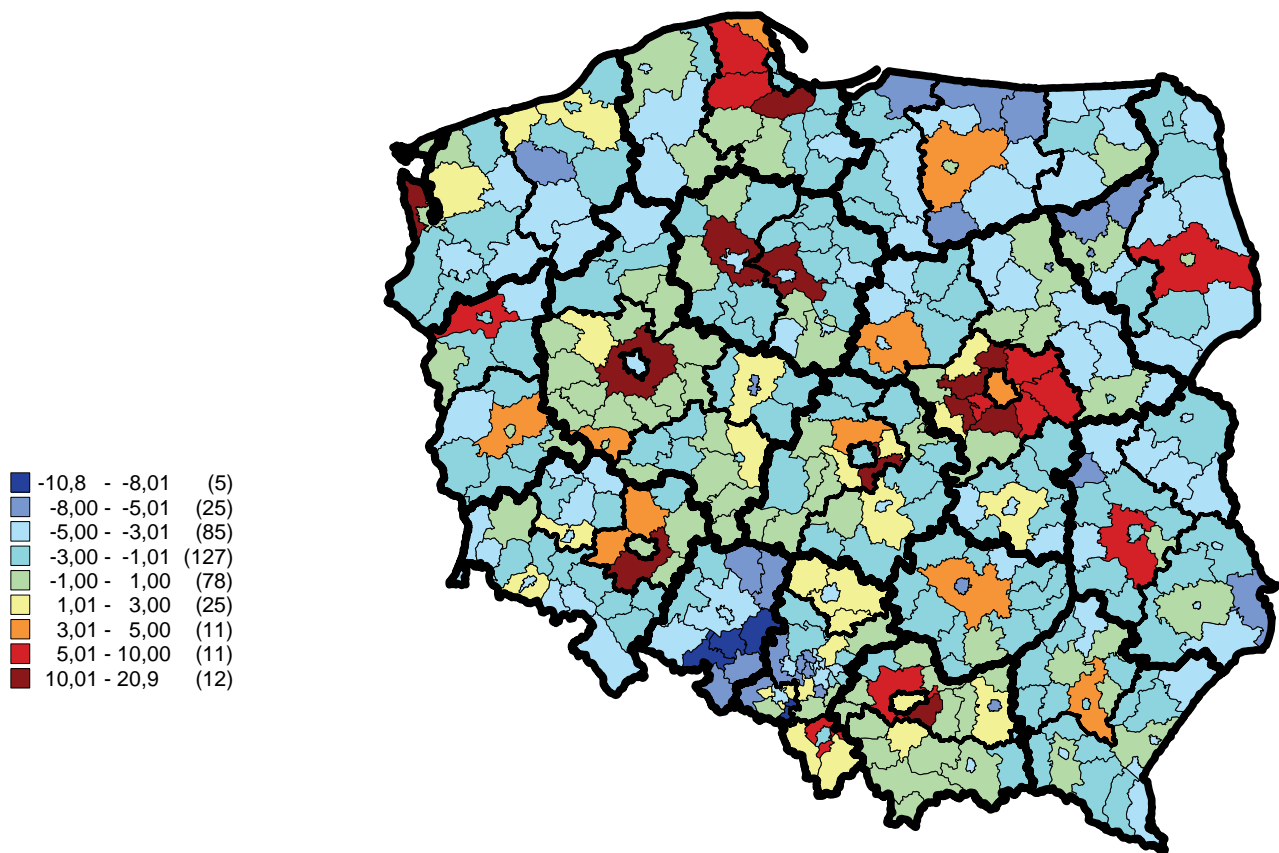 -10,8 - -8,01 (5)
-8,00 - -5,01 (25)
-5,00 - -3,01 (85)
-3,00 - -1,01 (127)
-1,00 - 1,00 (78)
1,01 - 3,00 (25)
3,01 - 5,00 (11)
5,01 - 10,00 (11)
10,01 - 20,9 (12)